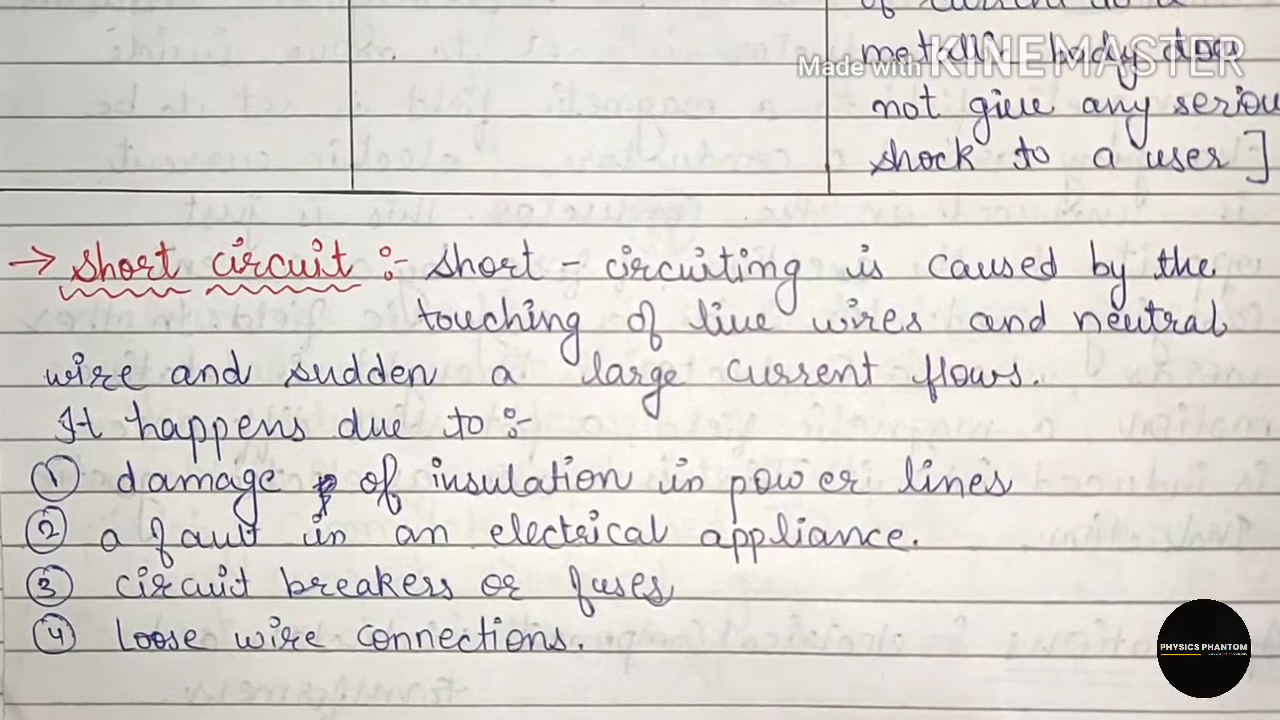 metallic body does
Made with KINEMASTER
not give any seriou
shock to a user]
→ short circuit :- short - circuiting is caused by the
touching of live wires and neutral
wire and sudden a large current flows.
It happens due to :-
① damage of insulation in power lines
② a fault in an electrical appliance.
③ circuit breakers or fuses
④ loose wire connections.
PHYSICS PHANTOM